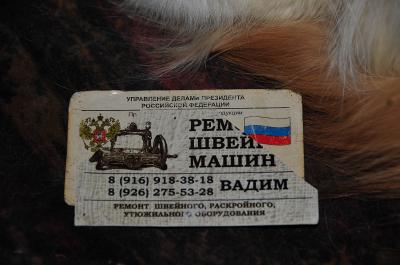 УПРАВЛЕНИЕ ДЕЛАМи ПРЕЗИДЕНТА
РОССИЙСКОЙ ФЕДЕРАЦИИ
РЕМ
ШВЕЙ
МАШИН
8 (916) 918-38-18
8 (926) 275-53-28
ВАДИМ
РЕМОНТ ШВЕЙНОГО, РАСКРОЙНОГО,
УТЮЖИЛЬНОГО ОБОРУДОВАНИЯ